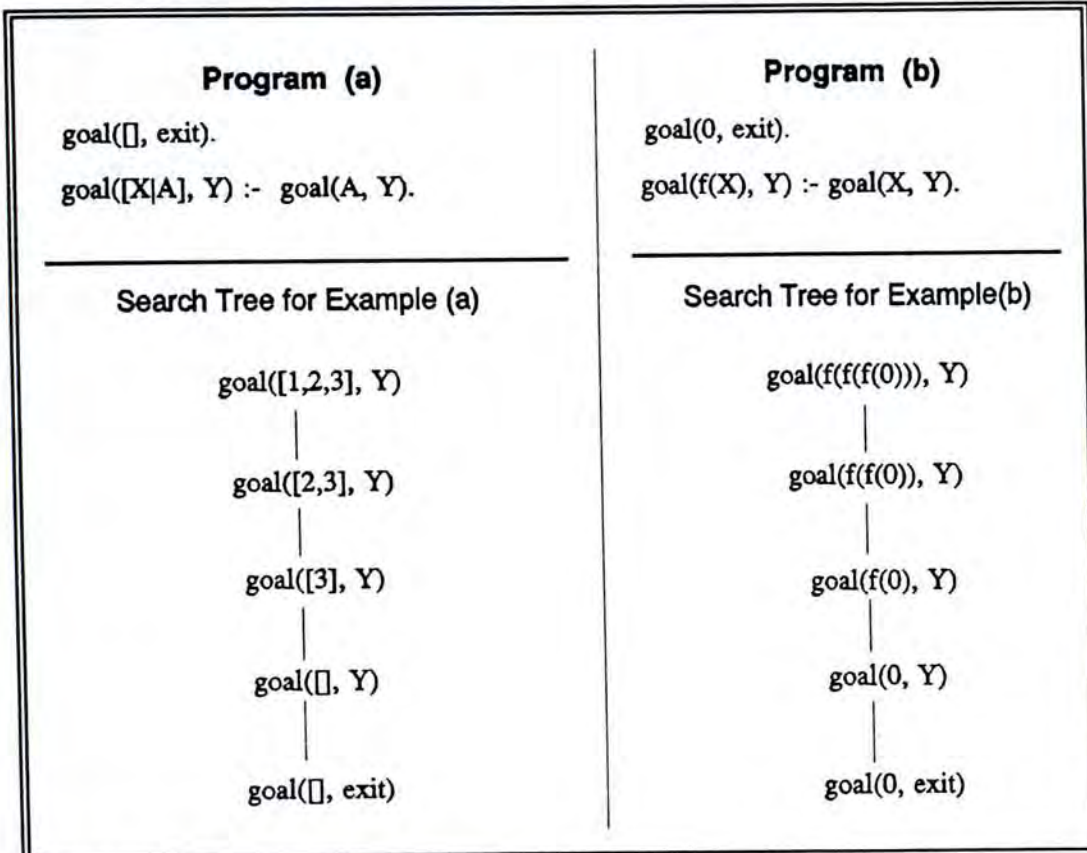 Program (a)
goal([], exit).
goal([X|A], Y) :- goal(A, Y).
Search Tree for Example (a)
goal([1,2,3], Y)
goal([2,3], Y)
goal([3], Y)
goal([], Y)
goal([], exit)
Program (b)
goal(0, exit).
goal(f(X), Y) :- goal(X, Y).
Search Tree for Example(b)
goal(f(f(f(0))), Y)
goal(f(f(0)), Y)
goal(f(0), Y)
goal(0, Y)
goal(0, exit)